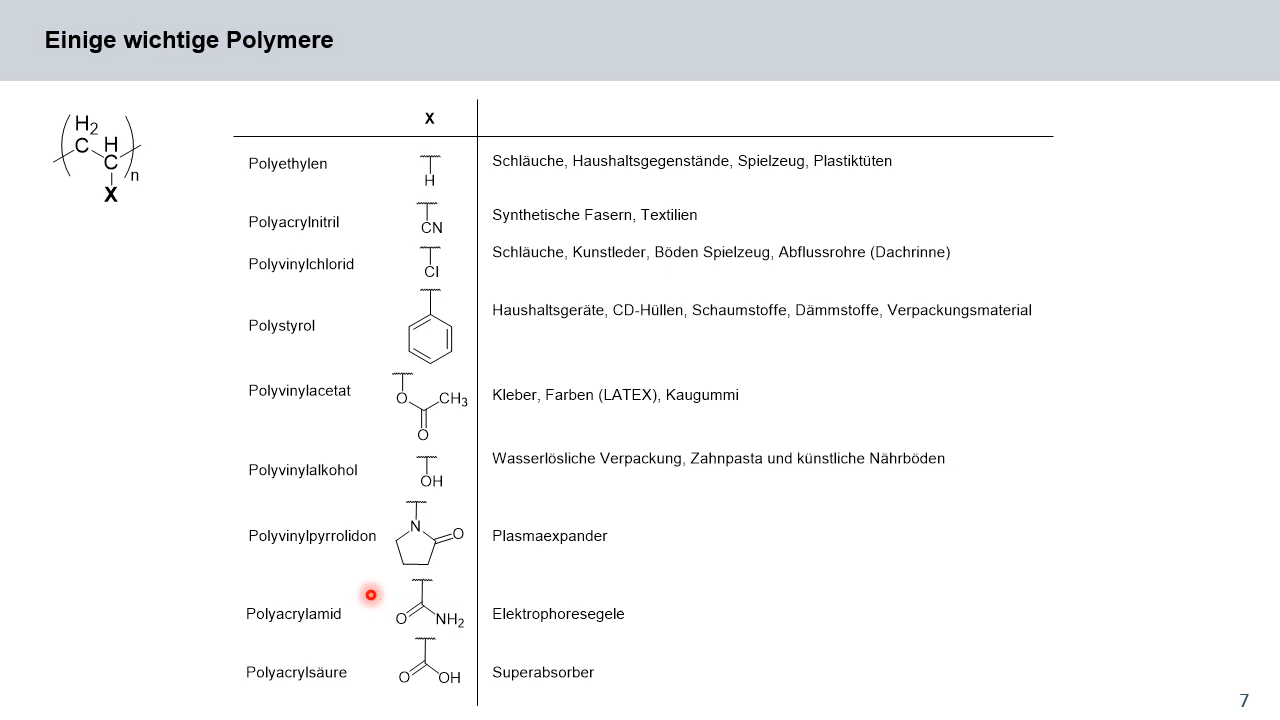 Einige wichtige Polymere
H2
C H
C
n
X
X
Polyethylen H Schläuche, Haushaltsgegenstände, Spielzeug, Plastiktüten
Polyacrylnitril CN Synthetische Fasern, Textilien
Polyvinylchlorid Cl Schläuche, Kunstleder, Böden Spielzeug, Abflussrohre (Dachrinne)
Polystyrol Haushaltsgeräte, CD-Hüllen, Schaumstoffe, Dämmstoffe, Verpackungsmaterial
Polyvinylacetat O CH3 O Kleber, Farben (LATEX), Kaugummi
Polyvinylalkohol OH Wasserlösliche Verpackung, Zahnpasta und künstliche Nährböden
Polyvinylpyrrolidon N O Plasmaexpander
Polyacrylamid O NH2 Elektrophoresegele
Polyacrylsäure O OH Superabsorber
7